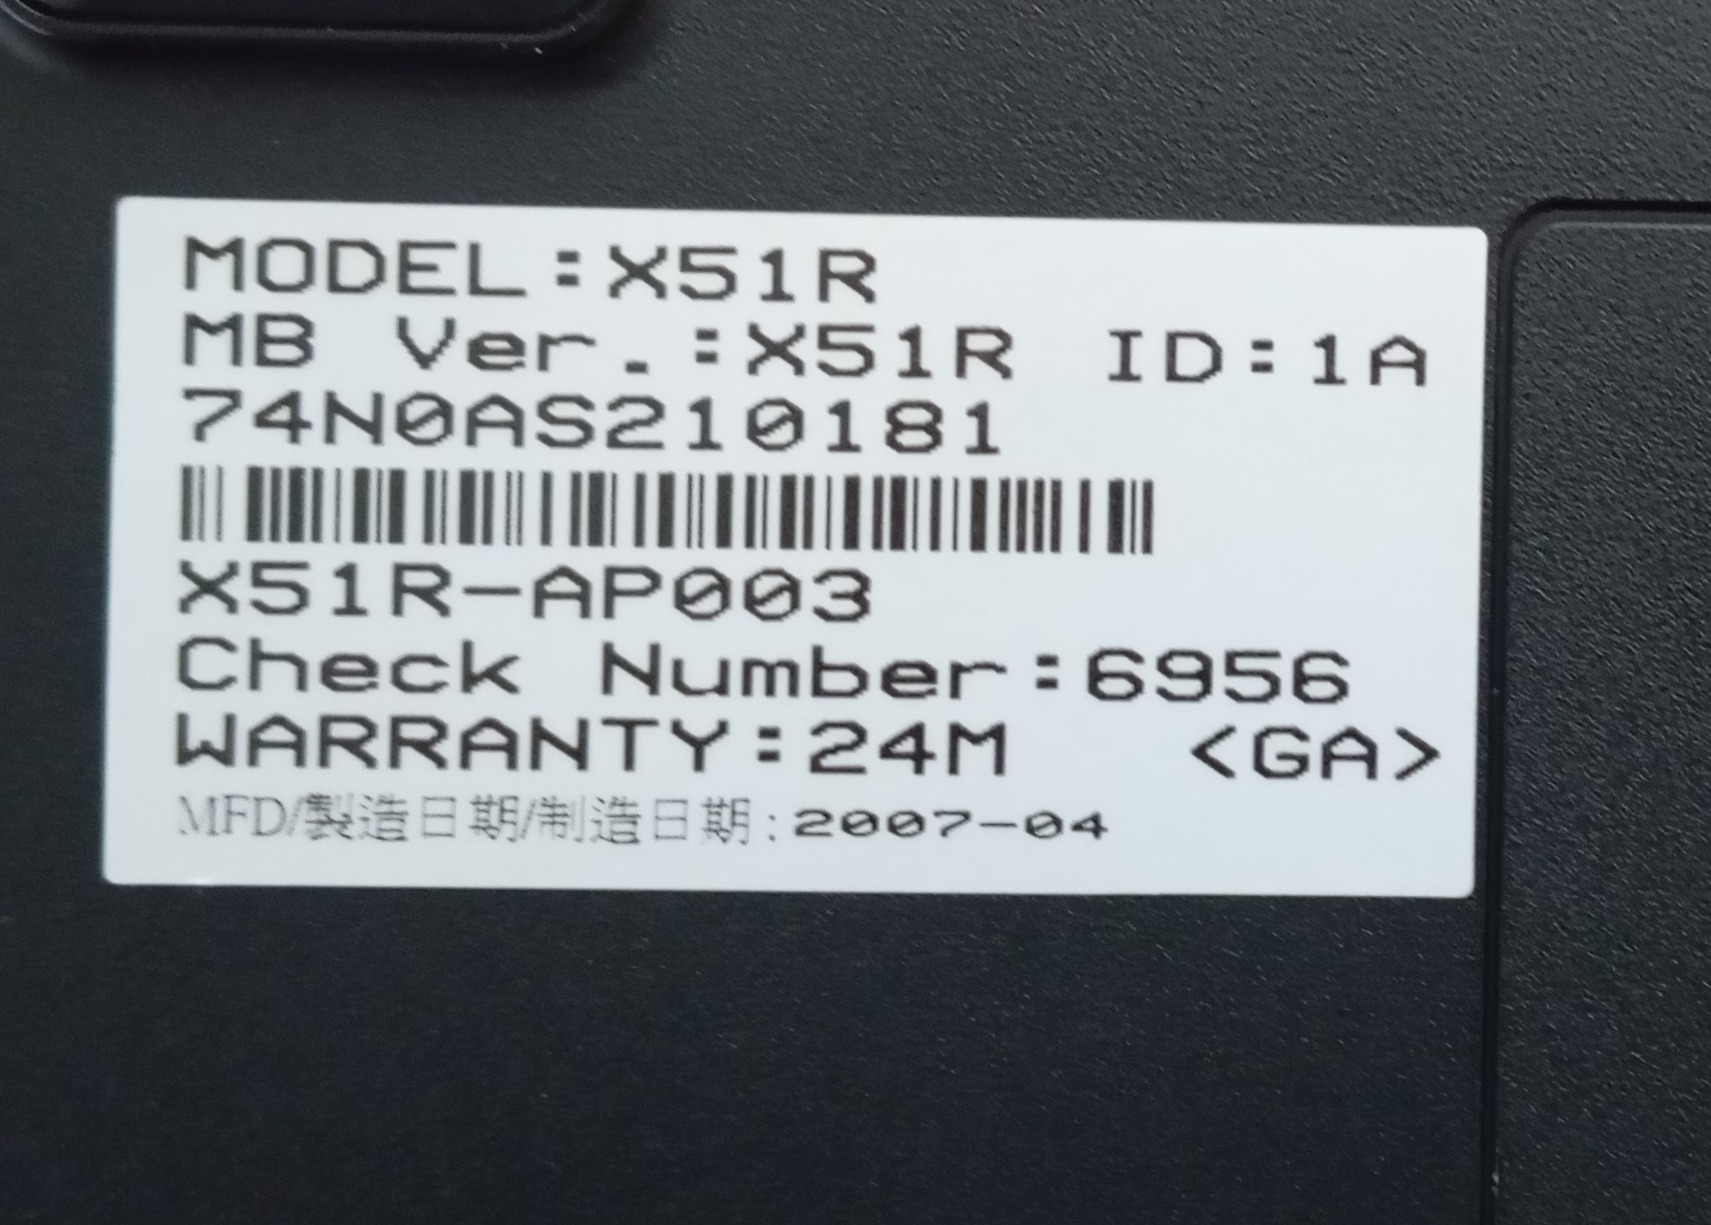 MODEL:X51R
MB Ver.:X51R ID:1A
74N0AS210181
X51R-AP003
Check Number:6956
WARRANTY:24M <GA>
MFD/製造日期/制造日期:2007-04